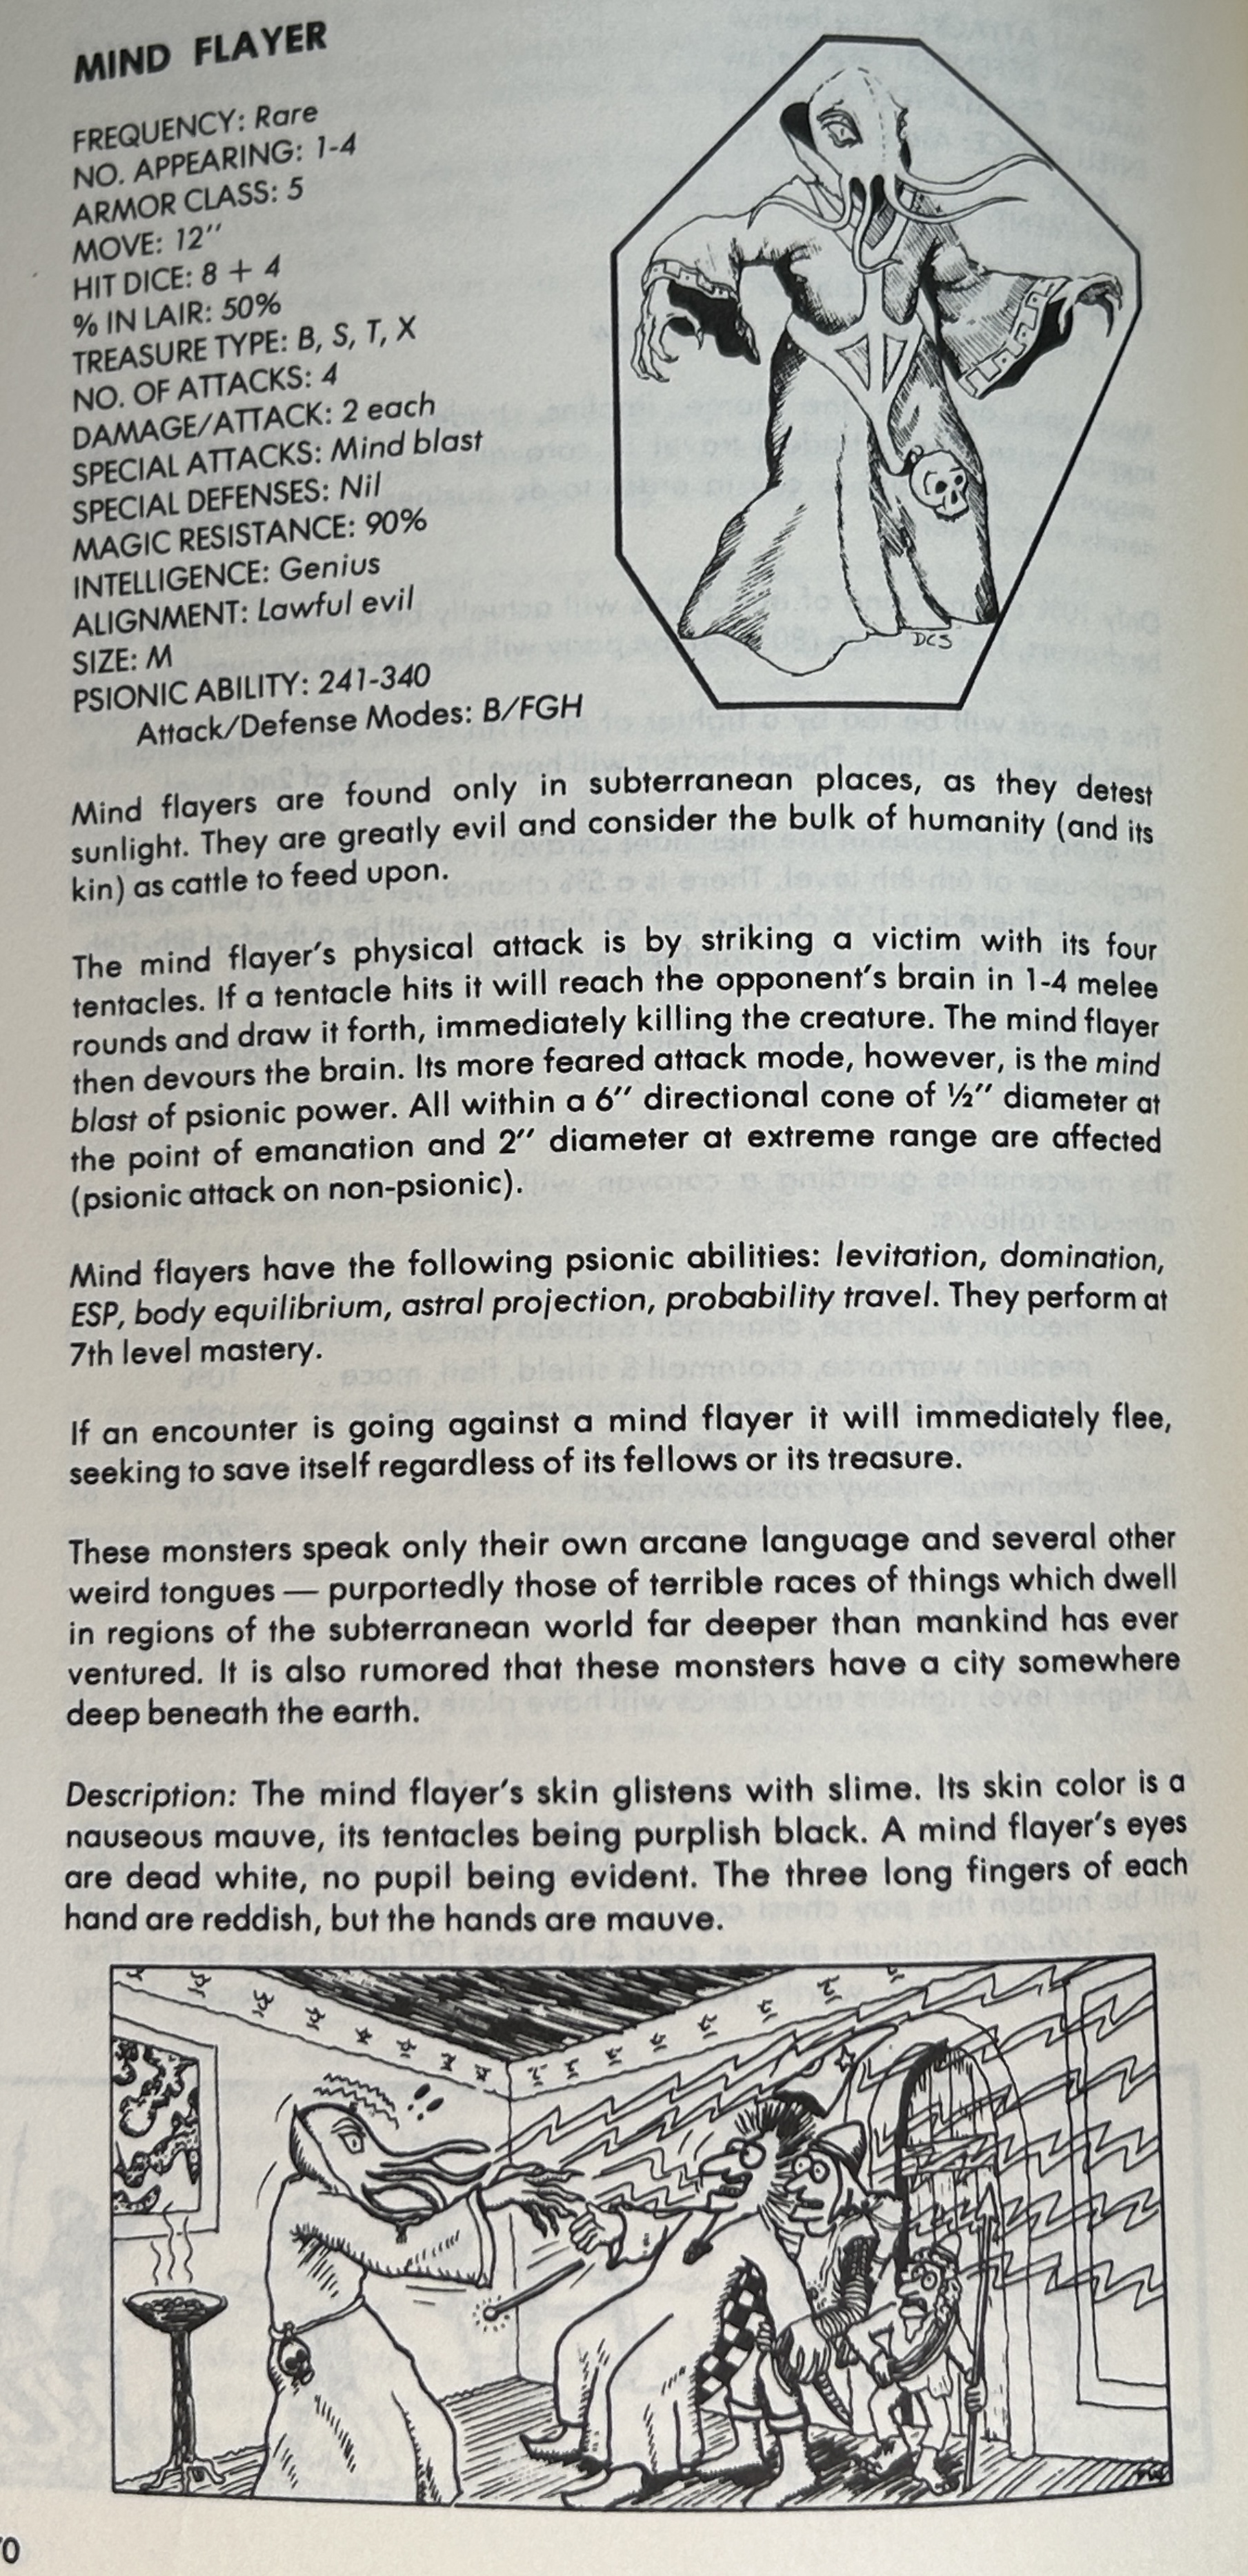 MIND FLAYER
FREQUENCY: Rare
NO. APPEARING: 1-4
ARMOR CLASS: 5
MOVE: 12"
HIT DICE: 8 + 4
% IN LAIR: 50%
TREASURE TYPE: B, S, T, X
NO. OF ATTACKS: 4
DAMAGE/ATTACK: 2 each
SPECIAL ATTACKS: Mind blast
SPECIAL DEFENSES: Nil
MAGIC RESISTANCE: 90%
INTELLIGENCE: Genius
ALIGNMENT: Lawful evil
SIZE: M
PSIONIC ABILITY: 241-340
Attack/Defense Modes: B/FGH
DCS
Mind flayers are found only in subterranean places, as they detest
sunlight. They are greatly evil and consider the bulk of humanity (and its
kin) as cattle to feed upon.
The mind flayer's physical attack is by striking a victim with its four
tentacles. If a tentacle hits it will reach the opponent's brain in 1-4 melee
rounds and draw it forth, immediately killing the creature. The mind flayer
then devours the brain. Its more feared attack mode, however, is the mind
blast of psionic power. All within a 6" directional cone of ½" diameter at
the point of emanation and 2" diameter at extreme range are affected
(psionic attack on non-psionic).
Mind flayers have the following psionic abilities: levitation, domination,
ESP, body equilibrium, astral projection, probability travel. They perform at
7th level mastery.
If an encounter is going against a mind flayer it will immediately flee,
seeking to save itself regardless of its fellows or its treasure.
These monsters speak only their own arcane language and several other
weird tongues — purportedly those of terrible races of things which dwell
in regions of the subterranean world far deeper than mankind has ever
ventured. It is also rumored that these monsters have a city somewhere
deep beneath the earth.
Description: The mind flayer's skin glistens with slime. Its skin color is a
nauseous mauve, its tentacles being purplish black. A mind flayer's eyes
are dead white, no pupil being evident. The three long fingers of each
hand are reddish, but the hands are mauve.
!!